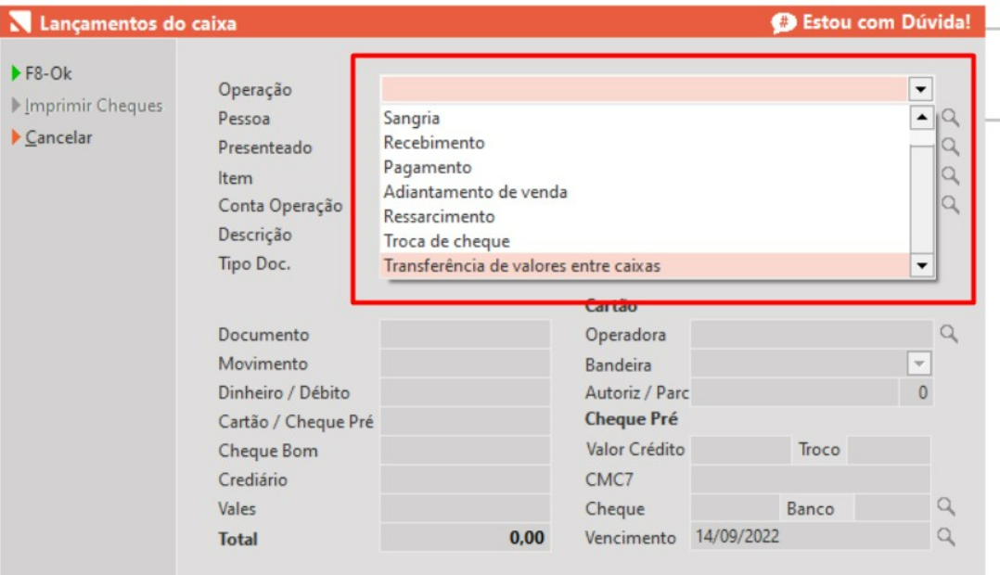 Lançamentos do caixa
Estou com Dúvida!
F8-Ok
Imprimir Cheques
Cancelar
Operação
Pessoa
Presenteado
Item
Conta Operação
Descrição
Tipo Doc.
Sangria
Recebimento
Pagamento
Adiantamento de venda
Ressarcimento
Troca de cheque
Transferência de valores entre caixas
Documento
Movimento
Dinheiro / Débito
Cartão / Cheque Pré
Cheque Bom
Crediário
Vales
Total 0,00
Cartão
Operadora
Bandeira
Autoriz / Parc 0
Cheque Pré
Valor Crédito Troco
CMC7
Cheque Banco
Vencimento 14/09/2022